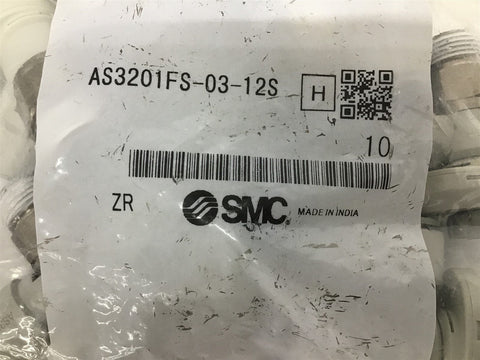 AS3201FS-03-12S H
10
ZR SMC MADE IN INDIA